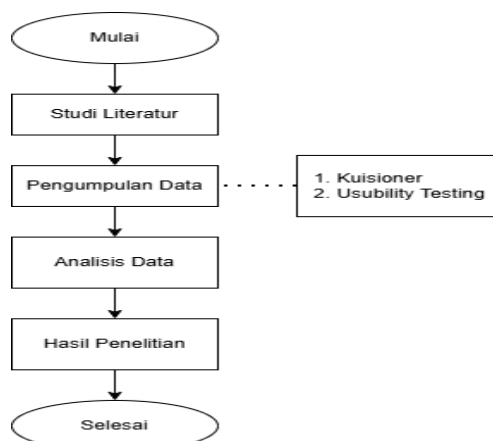 Mulai
Studi Literatur
Pengumpulan Data
1. Kuisioner
2. Usubility Testing
Analisis Data
Hasil Penelitian
Selesai